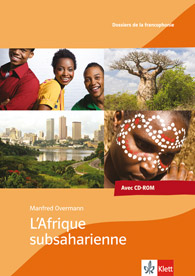 Dossiers de la francophonie
Avec CD-ROM
Manfred Overmann
L'Afrique
subsaharienne
Klett